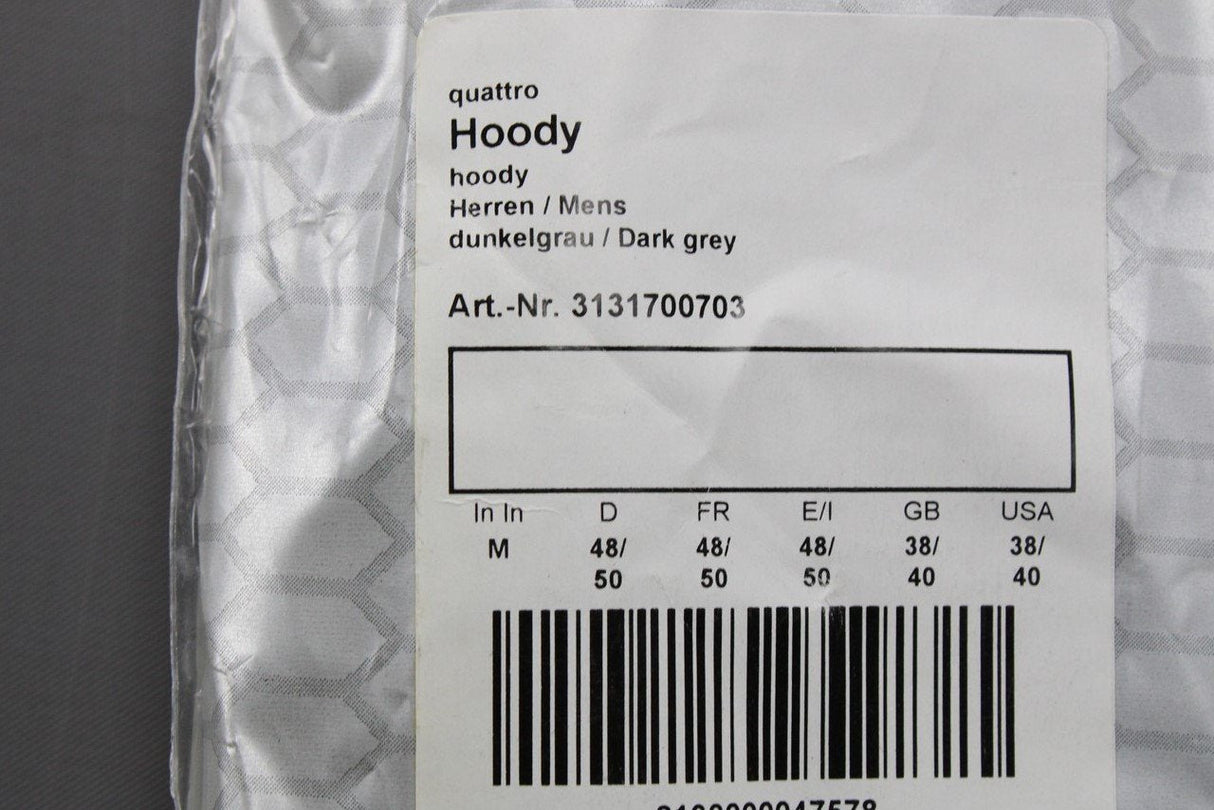 quattro
Hoody
hoody
Herren / Mens
dunkelgrau / Dark grey
Art.-Nr. 3131700703
In In D FR E/I GB USA
M 48/ 48/ 48/ 38/ 38/
50 50 50 40 40